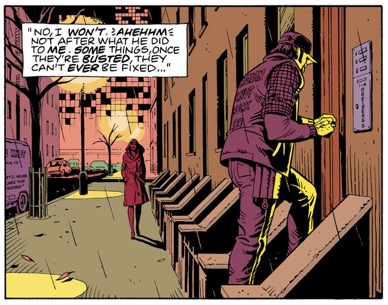 "NO, I WON'T. AHEHHM
NOT AFTER WHAT HE DID
TO ME. SOME THINGS, ONCE
THEY'RE BUSTED, THEY
CAN'T EVER BE FIXED..."